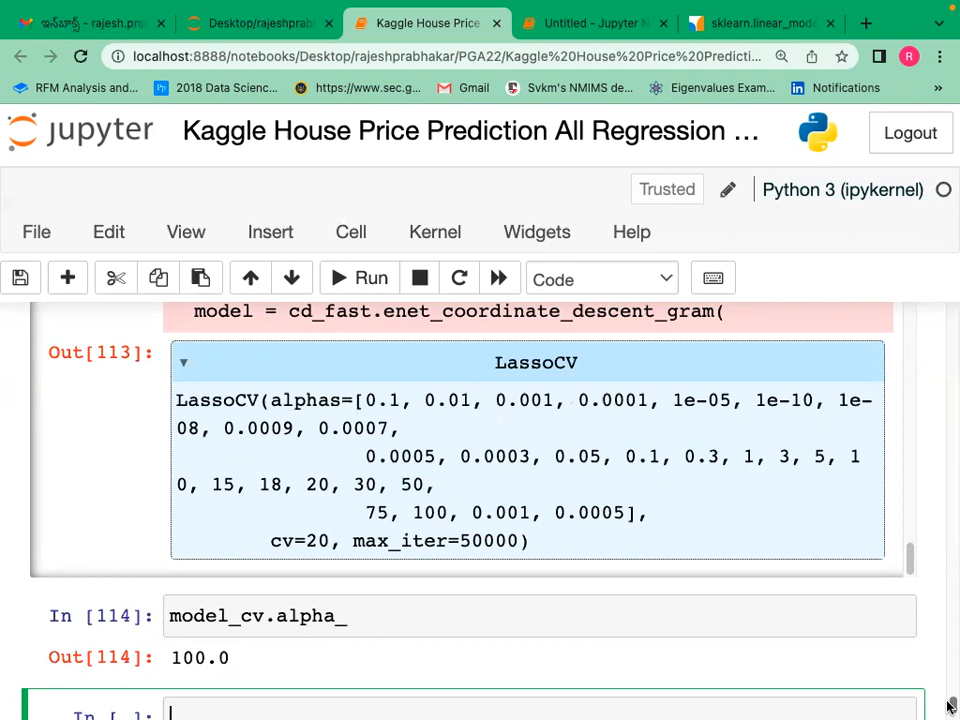 ఇంబాక్స్ - rajesh.pra
Desktop/rajeshprabl
Kaggle House Price
Untitled - Jupyter N
sklearn.linear_mode
localhost:8888/notebooks/Desktop/rajeshprabhakar/PGA22/Kaggle%20House%20Price%20Predicti...
R
RFM Analysis and...
2018 Data Scienc...
https://www.sec.g...
Gmail
Svkm's NMIMS de...
Eigenvalues Exam...
Notifications
»
jupyter
Kaggle House Price Prediction All Regression ...
Logout
Trusted
Python 3 (ipykernel)
File Edit View Insert Cell Kernel Widgets Help
Run
Code
model = cd_fast.enet_coordinate_descent_gram(
Out[113]:
LassoCV
LassoCV(alphas=[0.1, 0.01, 0.001, 0.0001, 1e-05, 1e-10, 1e-
08, 0.0009, 0.0007,
0.0005, 0.0003, 0.05, 0.1, 0.3, 1, 3, 5, 1
0, 15, 18, 20, 30, 50,
75, 100, 0.001, 0.0005],
cv=20, max_iter=50000)
In [114]: model_cv.alpha_
Out[114]: 100.0
In [ ]: